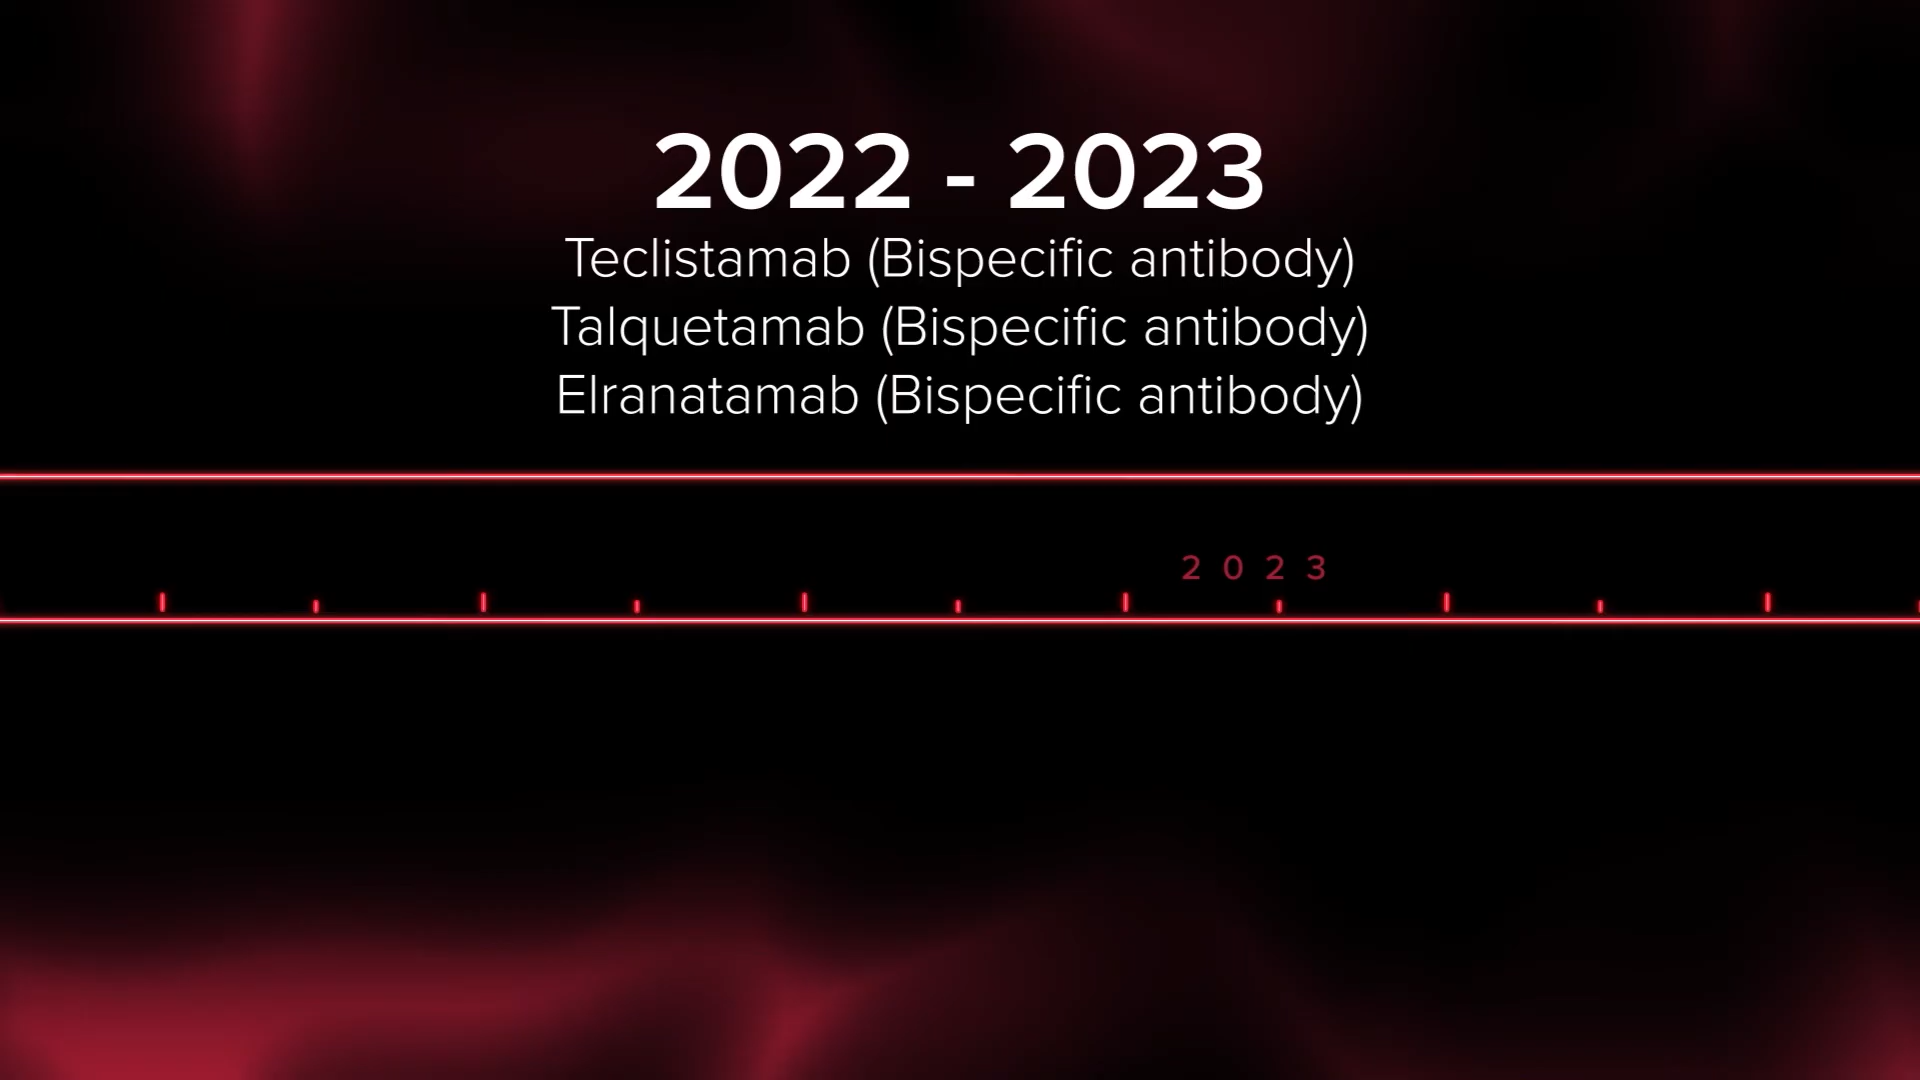 2022 - 2023
Teclistamab (Bispecific antibody)
Talquetamab (Bispecific antibody)
Elranatamab (Bispecific antibody)
2023